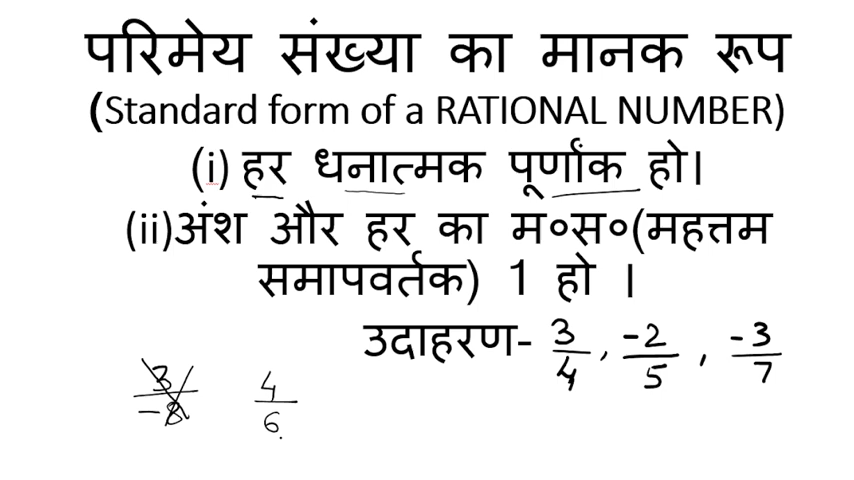 परिमेय संख्या का मानक रूप
(Standard form of a RATIONAL NUMBER)
(i) हर धनात्मक पूर्णांक हो।
(ii)अंश और हर का म०स०(महत्तम
समापवर्तक) 1 हो ।
उदाहरण- 3/4, -2/5, -3/7
3/-8 4/6